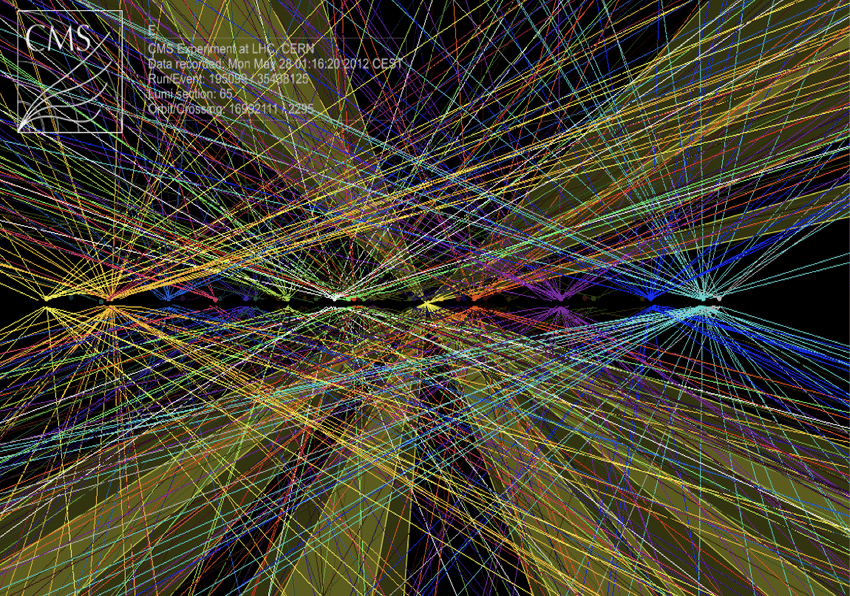 CMS
E
CMS Experiment at LHC, CERN
Data recorded: Mon May 28 01:16:20 2012 CEST
Run/Event: 195099 / 35438125
Lumi section: 65
Orbit/Crossing: 16992111 / 2295